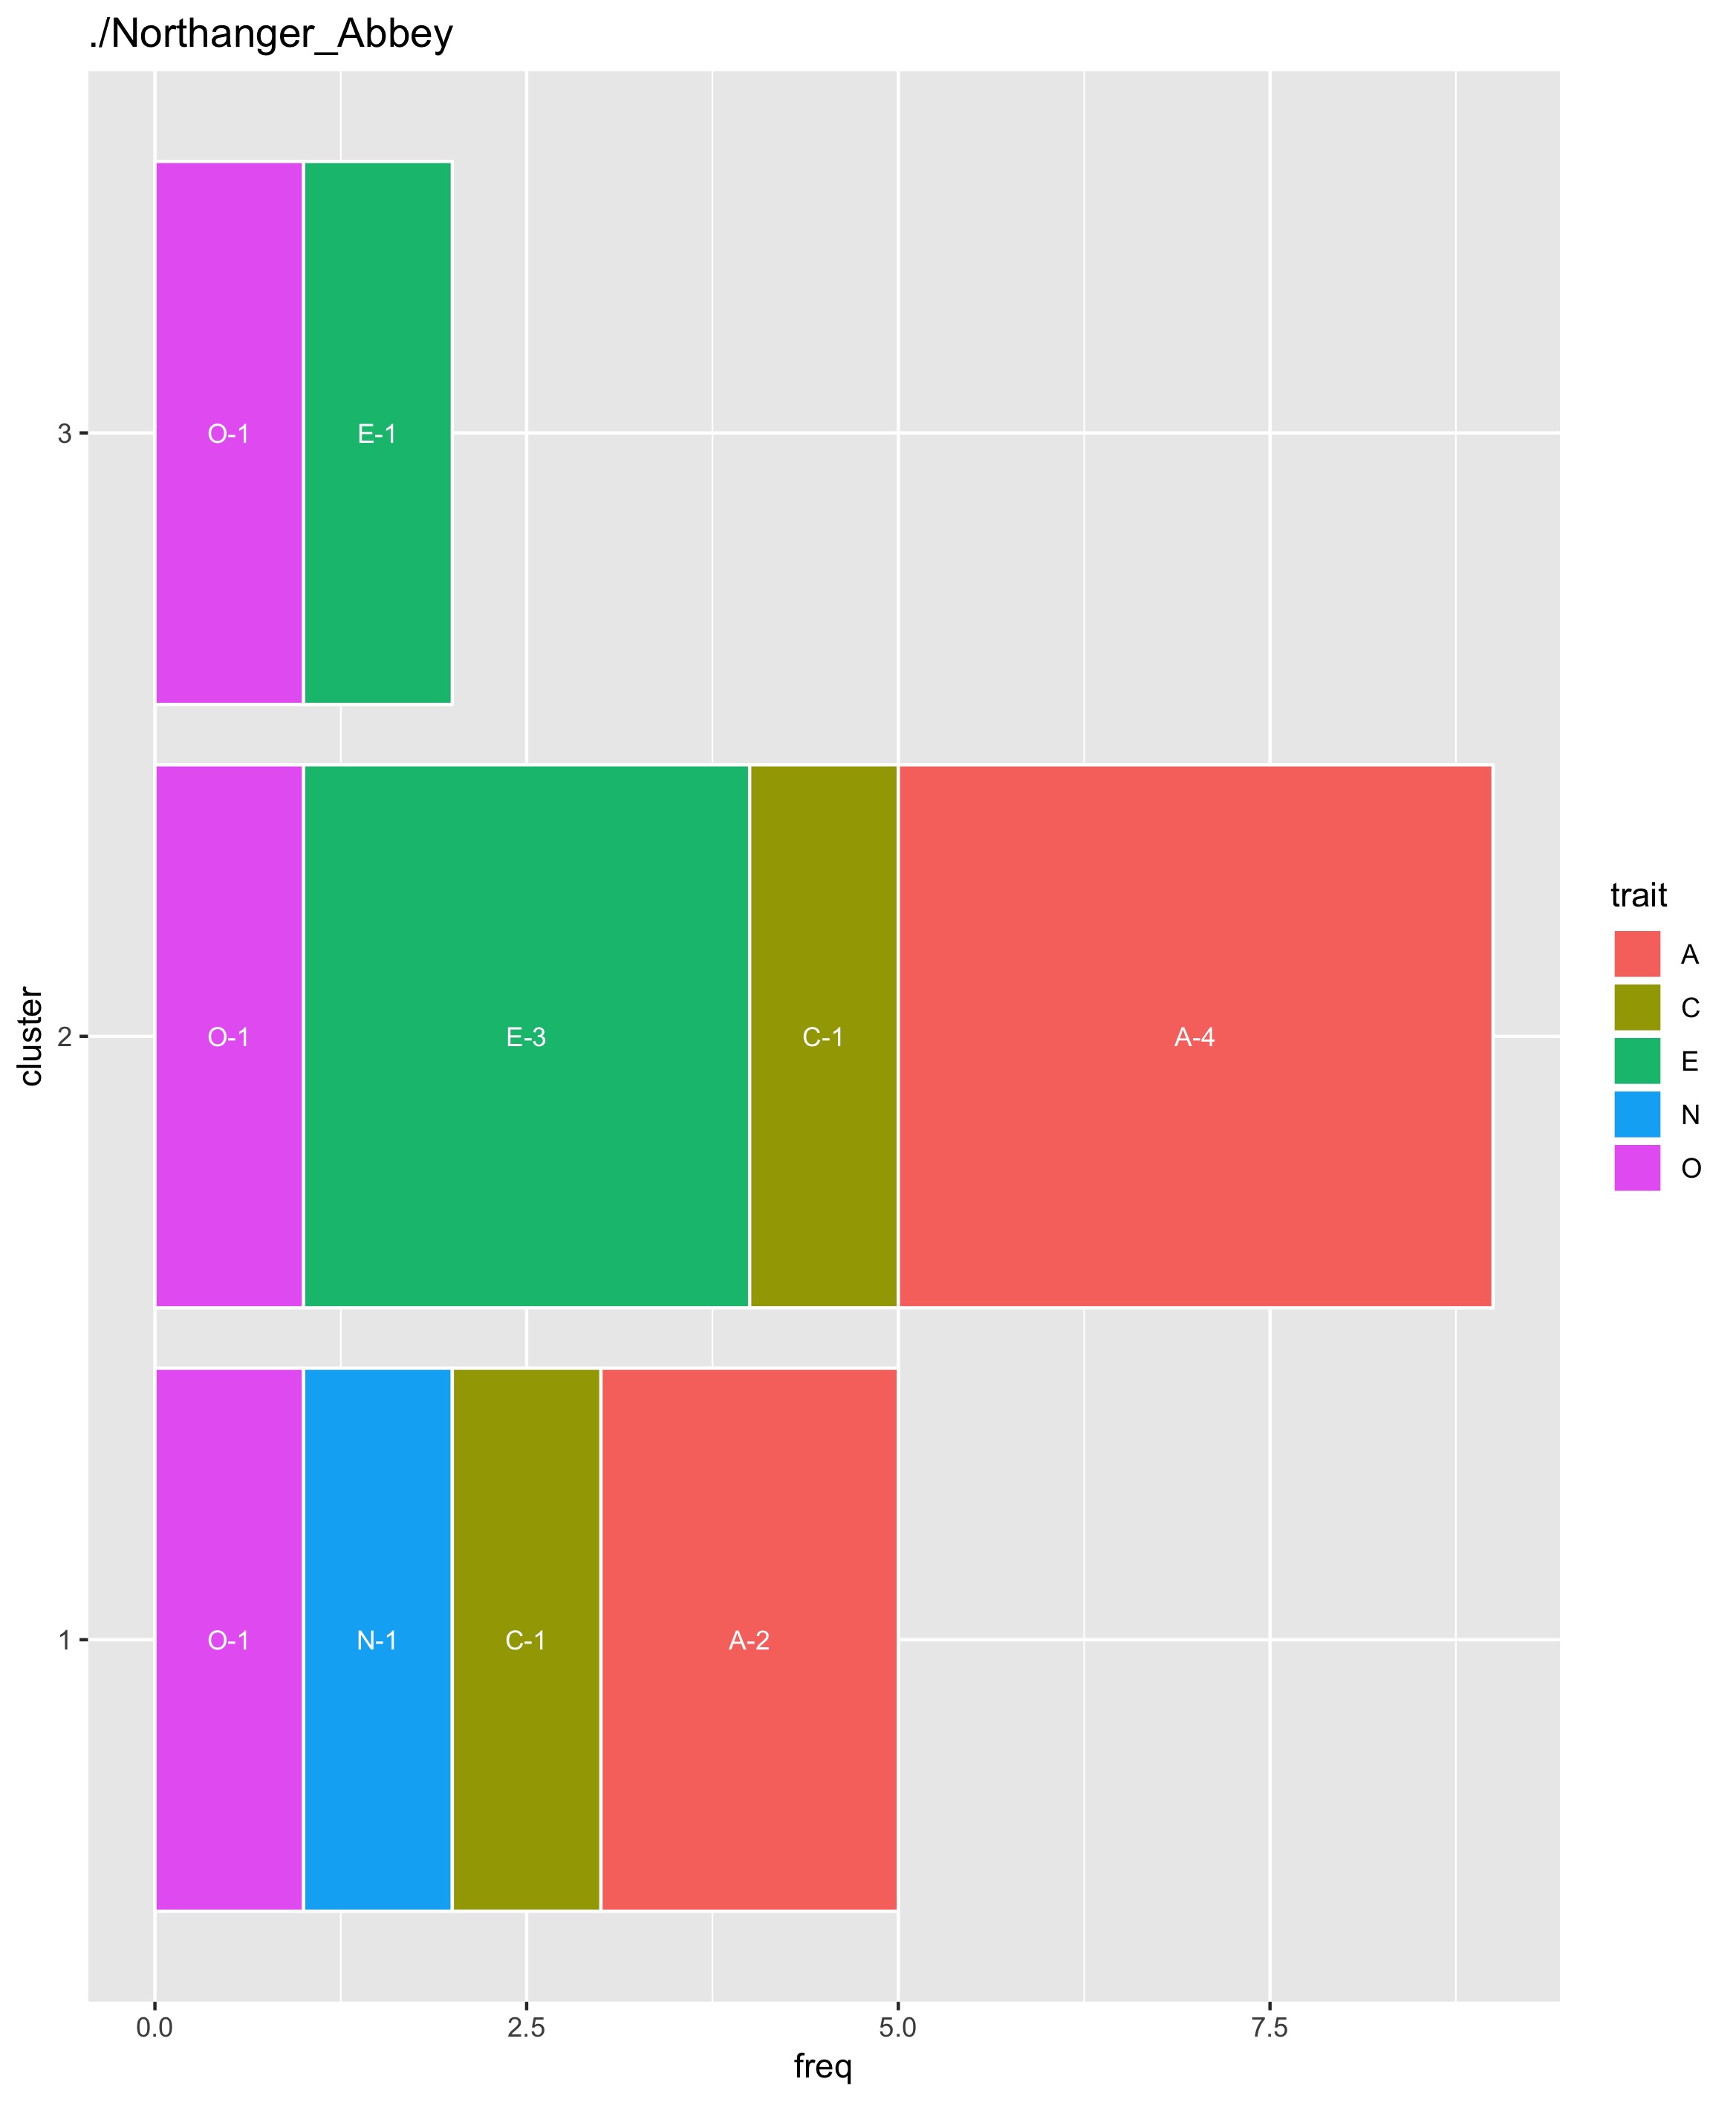 ./Northanger_Abbey
3
O-1
E-1
2
O-1
E-3
C-1
A-4
1
O-1
N-1
C-1
A-2
cluster
0.0
2.5
5.0
7.5
freq
trait
A
C
E
N
O